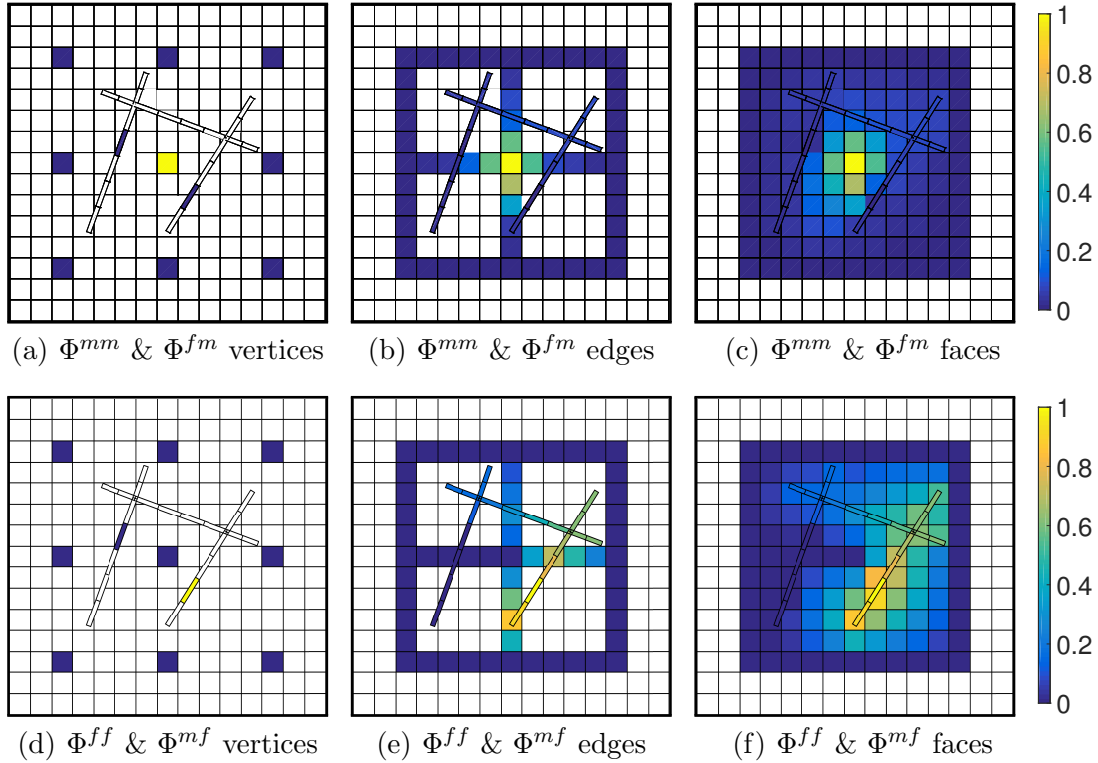 1
0.8
0.6
0.4
0.2
0
(a) Φ^{mm} & Φ^{fm} vertices
(b) Φ^{mm} & Φ^{fm} edges
(c) Φ^{mm} & Φ^{fm} faces
1
0.8
0.6
0.4
0.2
0
(d) Φ^{ff} & Φ^{mf} vertices
(e) Φ^{ff} & Φ^{mf} edges
(f) Φ^{ff} & Φ^{mf} faces